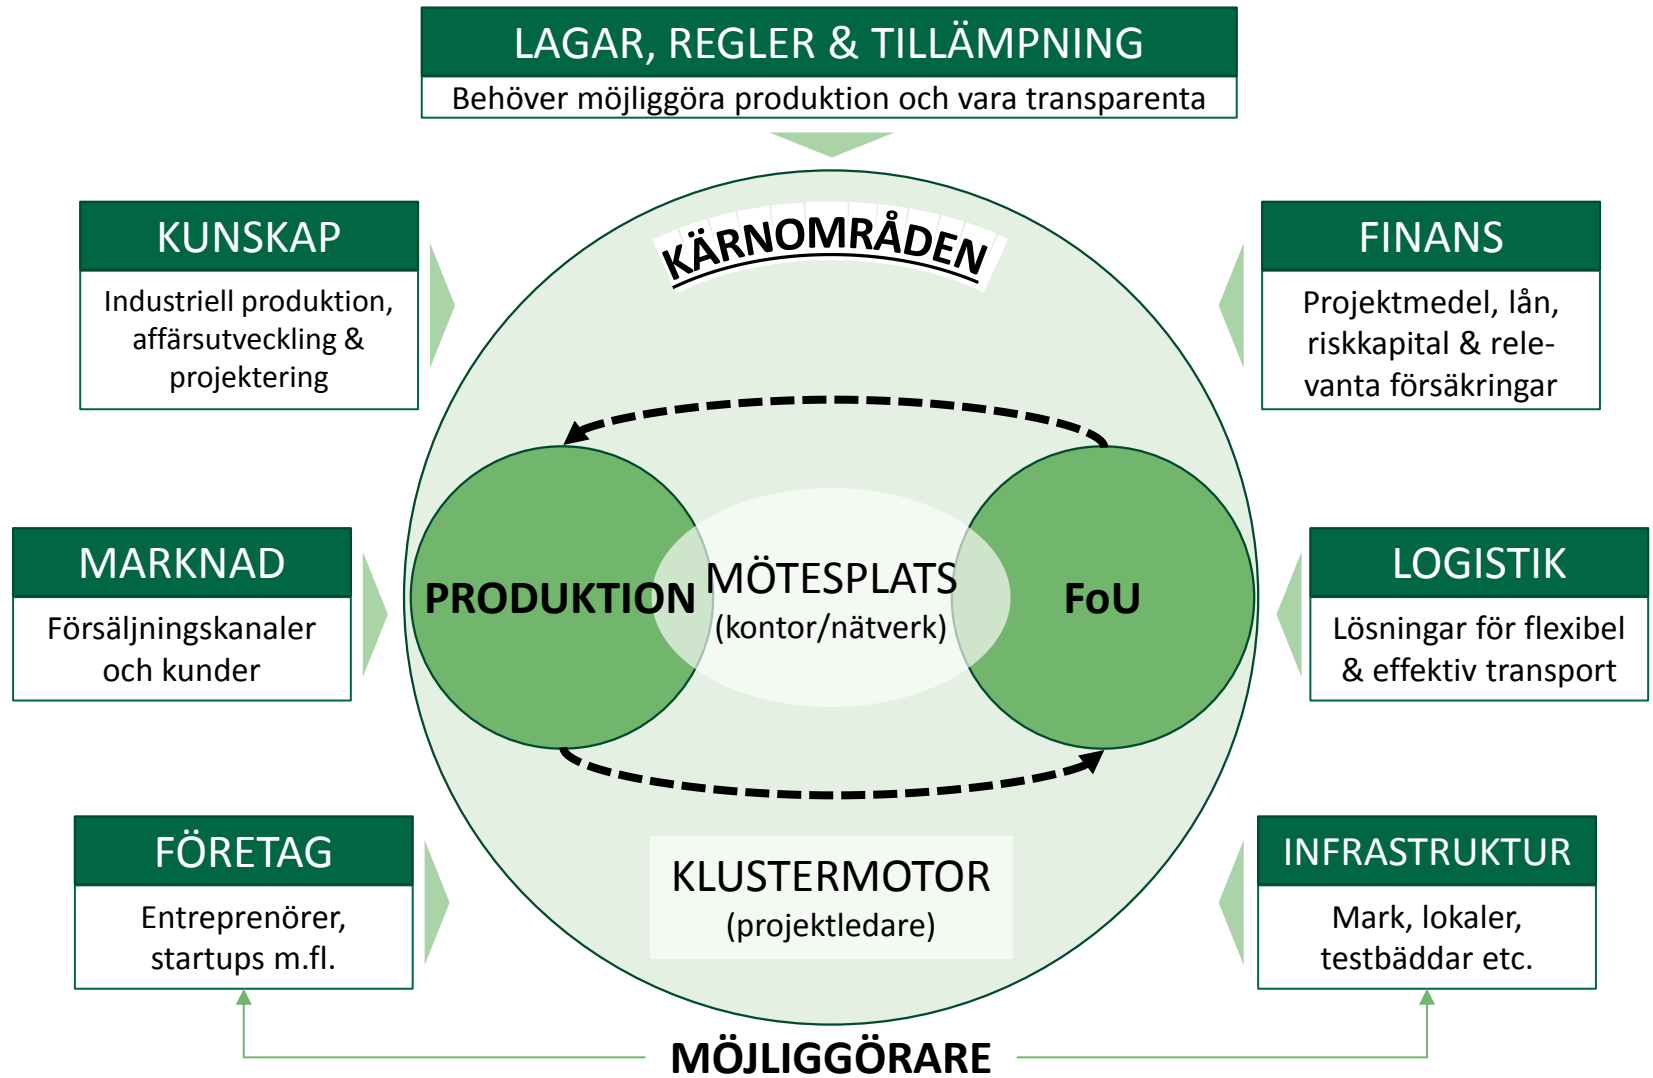 LAGAR, REGLER & TILLÄMPNING
Behöver möjliggöra produktion och vara transparenta
KÄRNOMRÅDEN
KUNSKAP
Industriell produktion,
affärsutveckling &
projektering
FINANS
Projektmedel, lån,
riskkapital & rele-
vanta försäkringar
MARKNAD
Försäljningskanaler
och kunder
PRODUKTION
MÖTESPLATS
(kontor/nätverk)
FoU
LOGISTIK
Lösningar för flexibel
& effektiv transport
FÖRETAG
Entreprenörer,
startups m.fl.
KLUSTERMOTOR
(projektledare)
INFRASTRUKTUR
Mark, lokaler,
testbäddar etc.
MÖJLIGGÖRARE